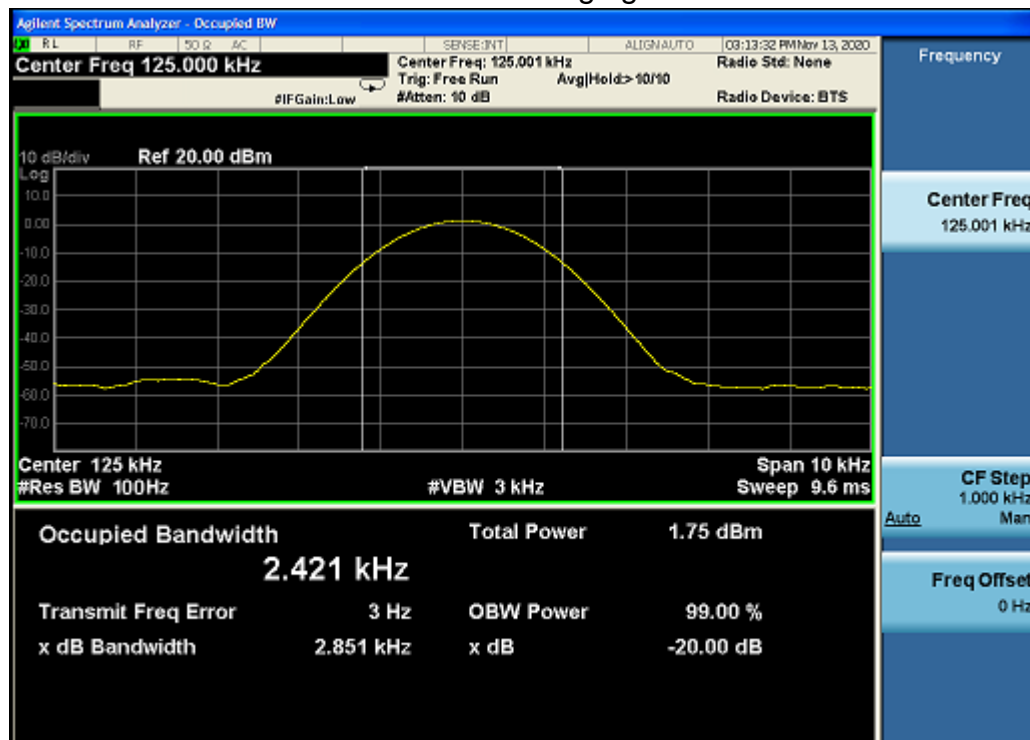 Agilent Spectrum Analyzer - Occupied BW
RL RF 50 Ω AC SENSE:INT ALIGNAUTO 03:13:32 PM Nov 13, 2020
Center Freq 125.000 kHz Center Freq: 125.001 kHz Radio Std: None
Trig: Free Run Avg|Hold:>10/10
#IFGain:Low #Atten: 10 dB Radio Device: BTS
10 dB/div Ref 20.00 dBm
Log
10.0
0.00
-10.0
-20.0
-30.0
-40.0
-50.0
-60.0
-70.0
Center 125 kHz Span 10 kHz
#Res BW 100Hz #VBW 3 kHz Sweep 9.6 ms
Occupied Bandwidth Total Power 1.75 dBm
2.421 kHz
Transmit Freq Error 3 Hz OBW Power 99.00 %
x dB Bandwidth 2.851 kHz x dB -20.00 dB
Frequency
Center Freq
125.001 kHz
CF Step
1.000 kHz
Auto Man
Freq Offset
0 Hz